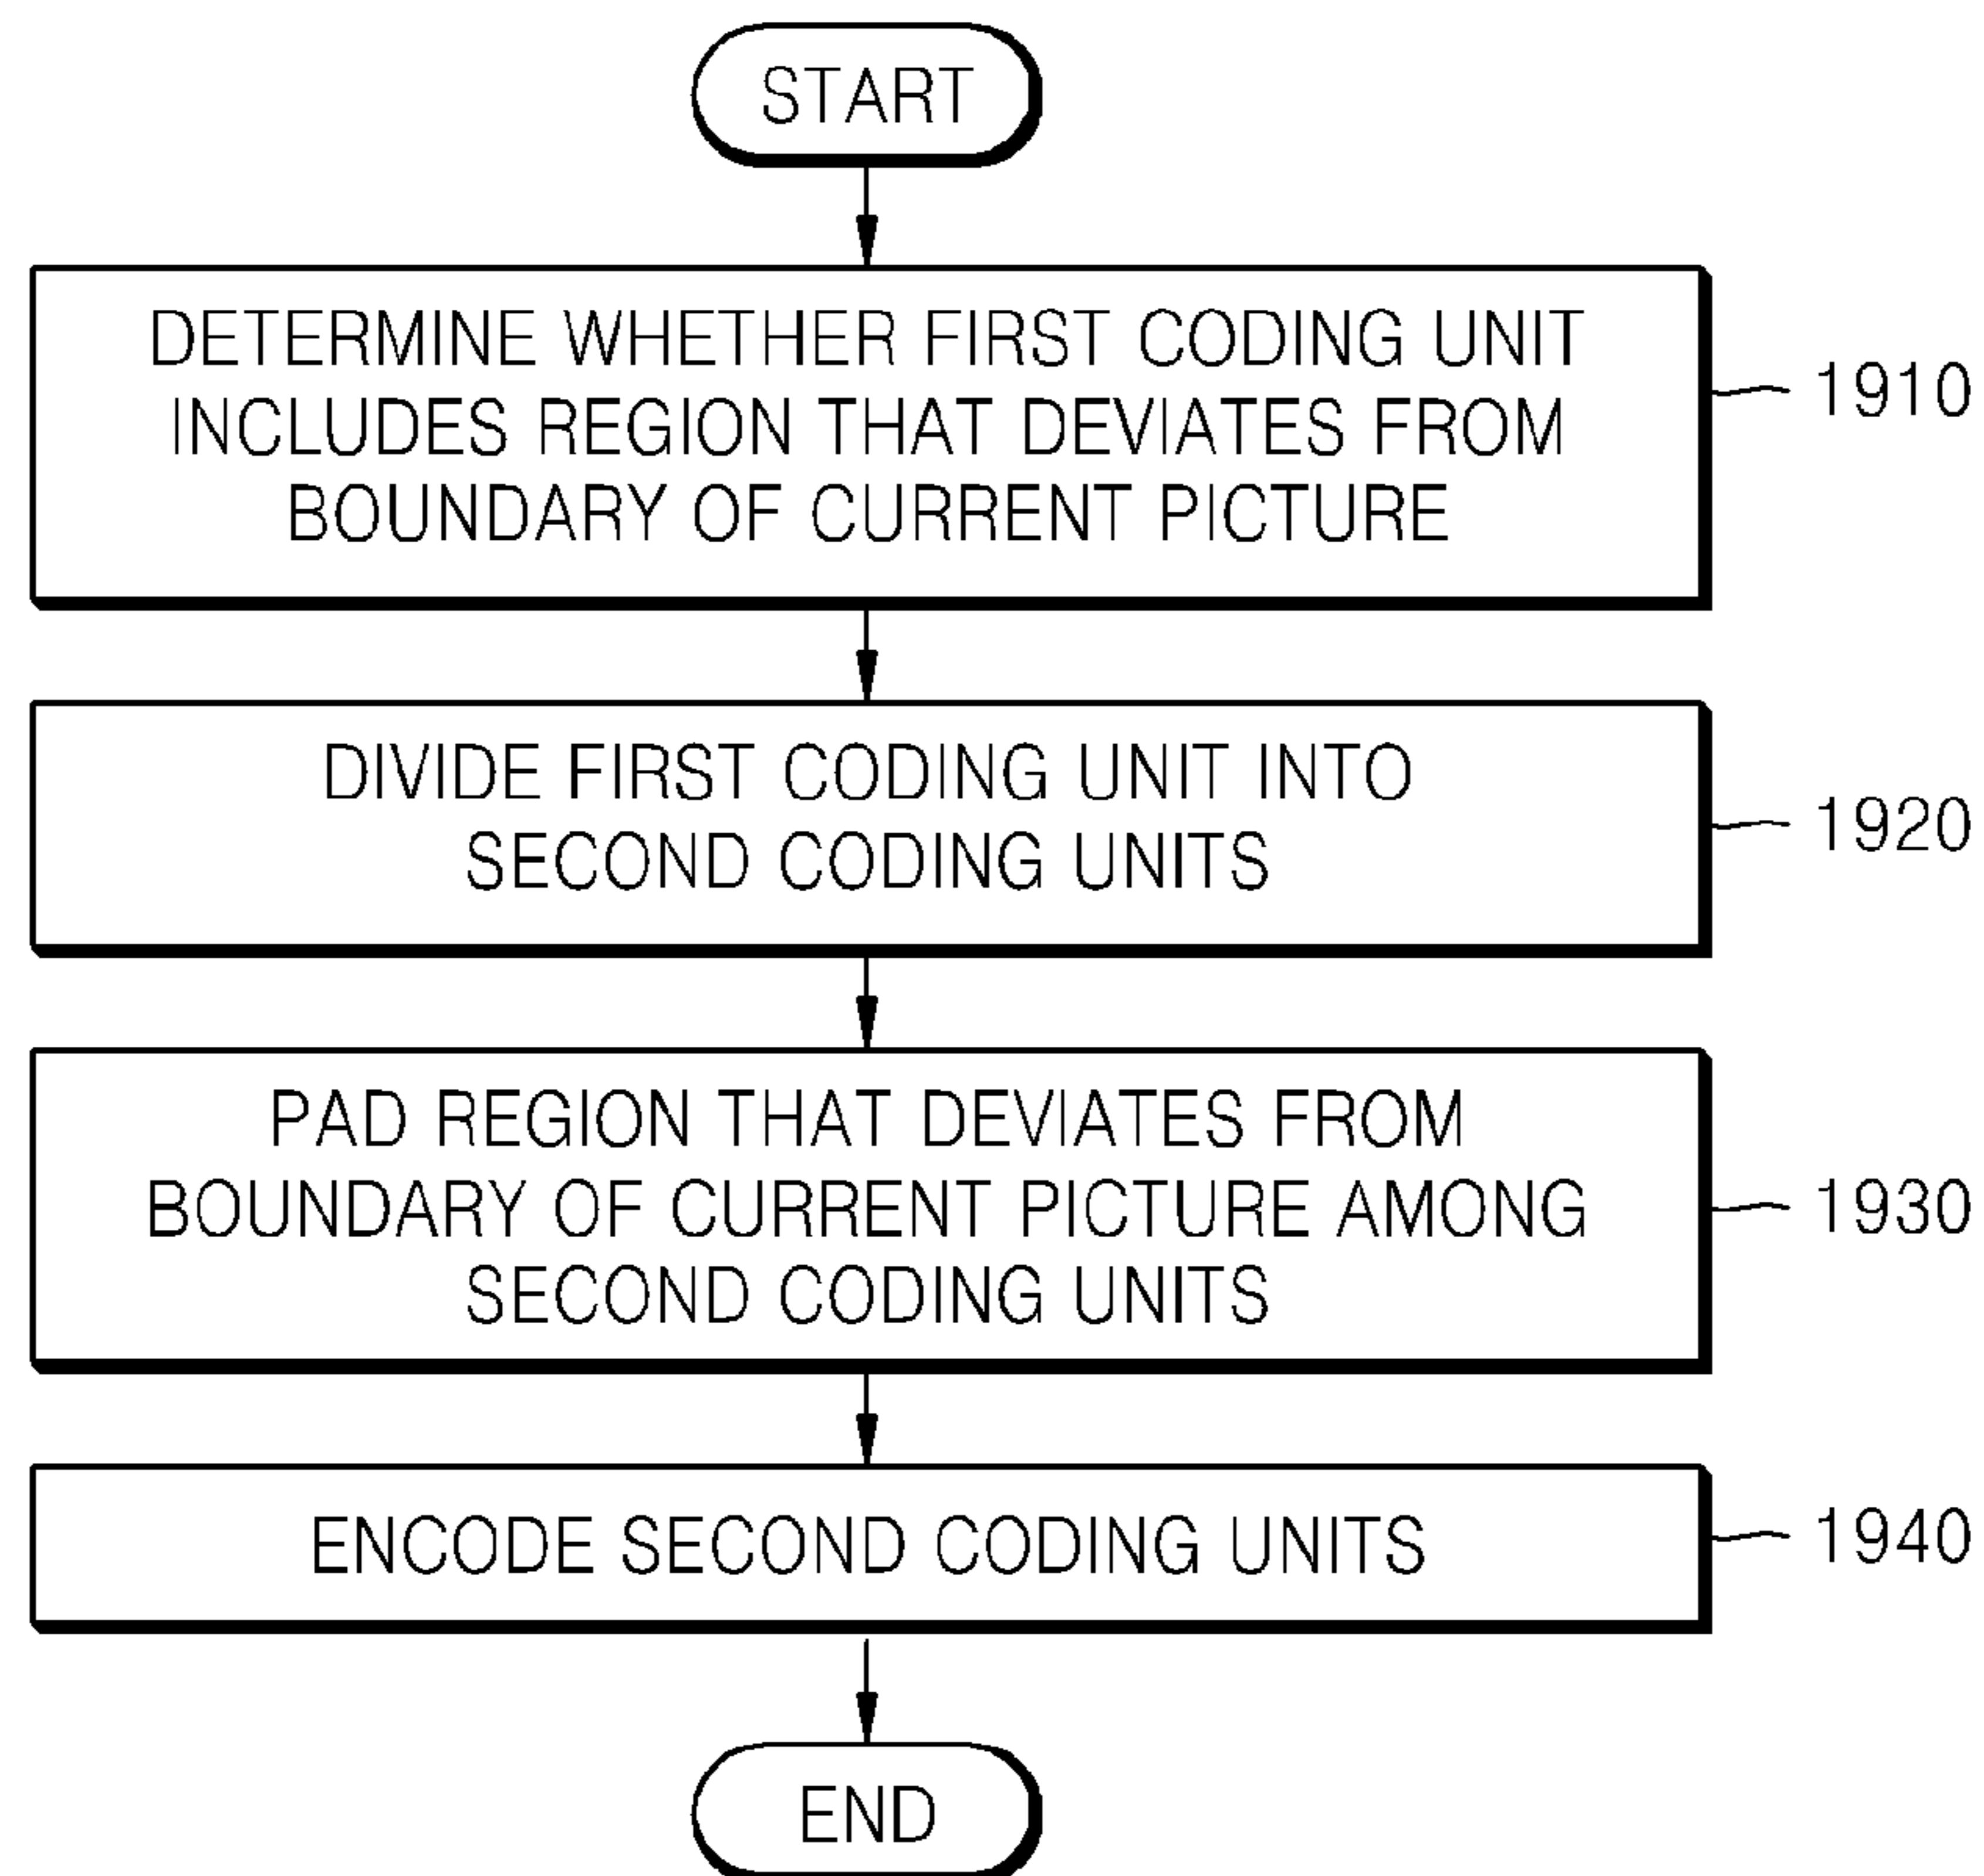 START
DETERMINE WHETHER FIRST CODING UNIT
INCLUDES REGION THAT DEVIATES FROM
BOUNDARY OF CURRENT PICTURE
1910
DIVIDE FIRST CODING UNIT INTO
SECOND CODING UNITS
1920
PAD REGION THAT DEVIATES FROM
BOUNDARY OF CURRENT PICTURE AMONG
SECOND CODING UNITS
1930
ENCODE SECOND CODING UNITS
1940
END